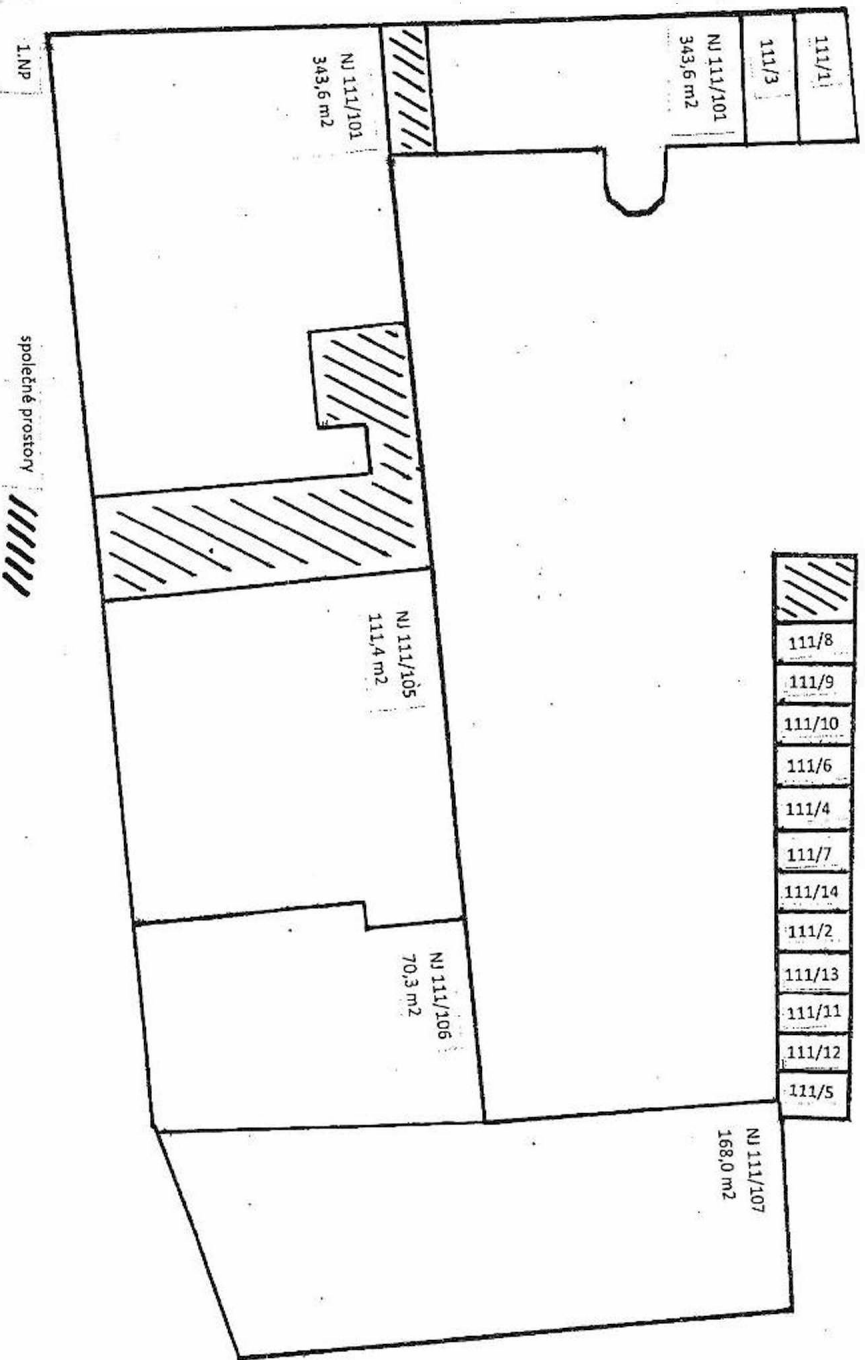 111/1
111/3
NJ 111/101
343,6 m2
NJ 111/101
343,6 m2
111/8
111/9
111/10
111/6
111/4
111/7
111/14
111/2
111/13
111/11
111/12
111/5
NJ 111/105
111,4 m2
NJ 111/106
70,3 m2
NJ 111/107
168,0 m2
1.NP
společné prostory